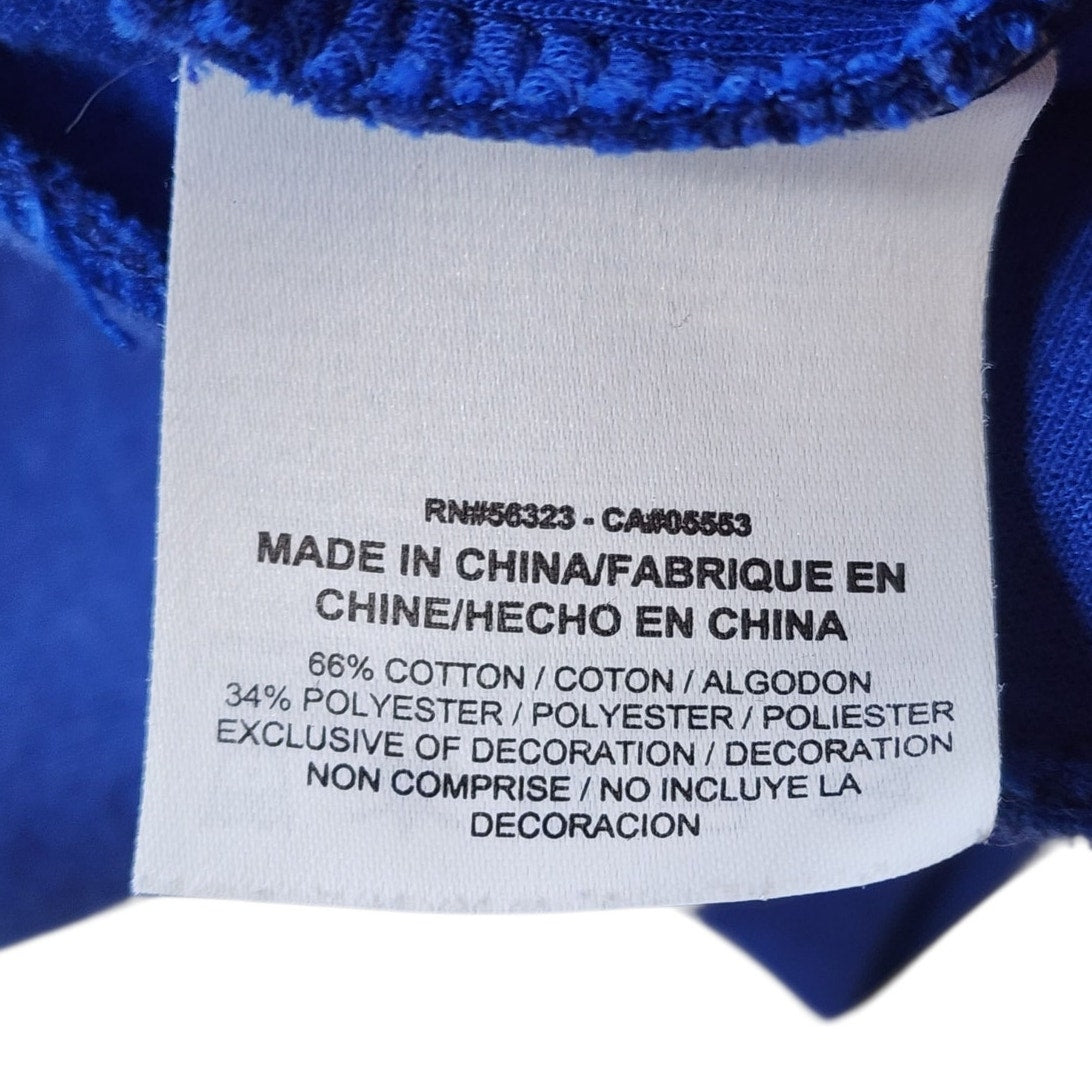 RN#56323 - CA#05553
MADE IN CHINA/FABRIQUE EN
CHINE/HECHO EN CHINA
66% COTTON / COTON / ALGODON
34% POLYESTER / POLYESTER / POLIESTER
EXCLUSIVE OF DECORATION / DECORATION
NON COMPRISE / NO INCLUYE LA
DECORACION